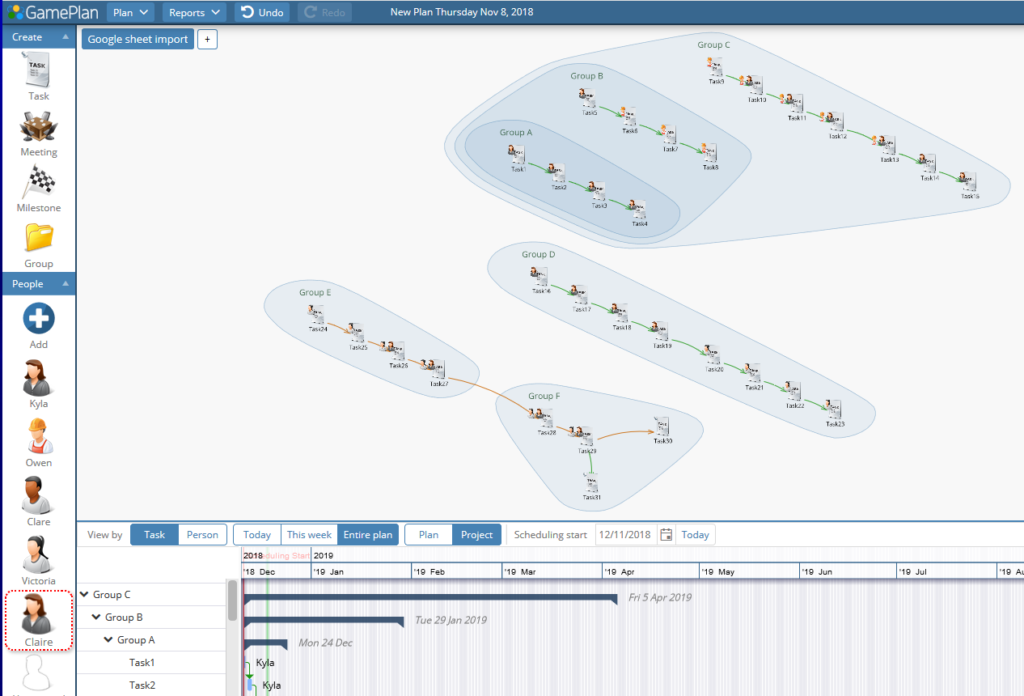 GamePlan Plan Reports Undo Redo New Plan Thursday Nov 8, 2018
Create
Google sheet import +
TASK
Task
Meeting
Milestone
Group
People
Add
Kyla
Owen
Clare
Victoria
Claire
Group C
Task9
Task10
Task11
Task12
Task13
Task14
Task15
Group B
Task5
Task6
Task7
Task8
Group A
Task1
Task2
Task3
Task4
Group D
Task16
Task17
Task18
Task19
Task20
Task21
Task22
Task23
Group E
Task24
Task25
Task26
Task27
Group F
Task28
Task29
Task30
Task31
View by Task Person Today This week Entire plan Plan Project Scheduling start 12/11/2018 Today
2018 duling Start 2019
'18 Dec '19 Jan '19 Feb '19 Mar '19 Apr '19 May '19 Jun '19 Jul '19 Au
Group C Fri 5 Apr 2019
Group B Tue 29 Jan 2019
Group A Mon 24 Dec
Task1 Kyla
Task2 Kyla